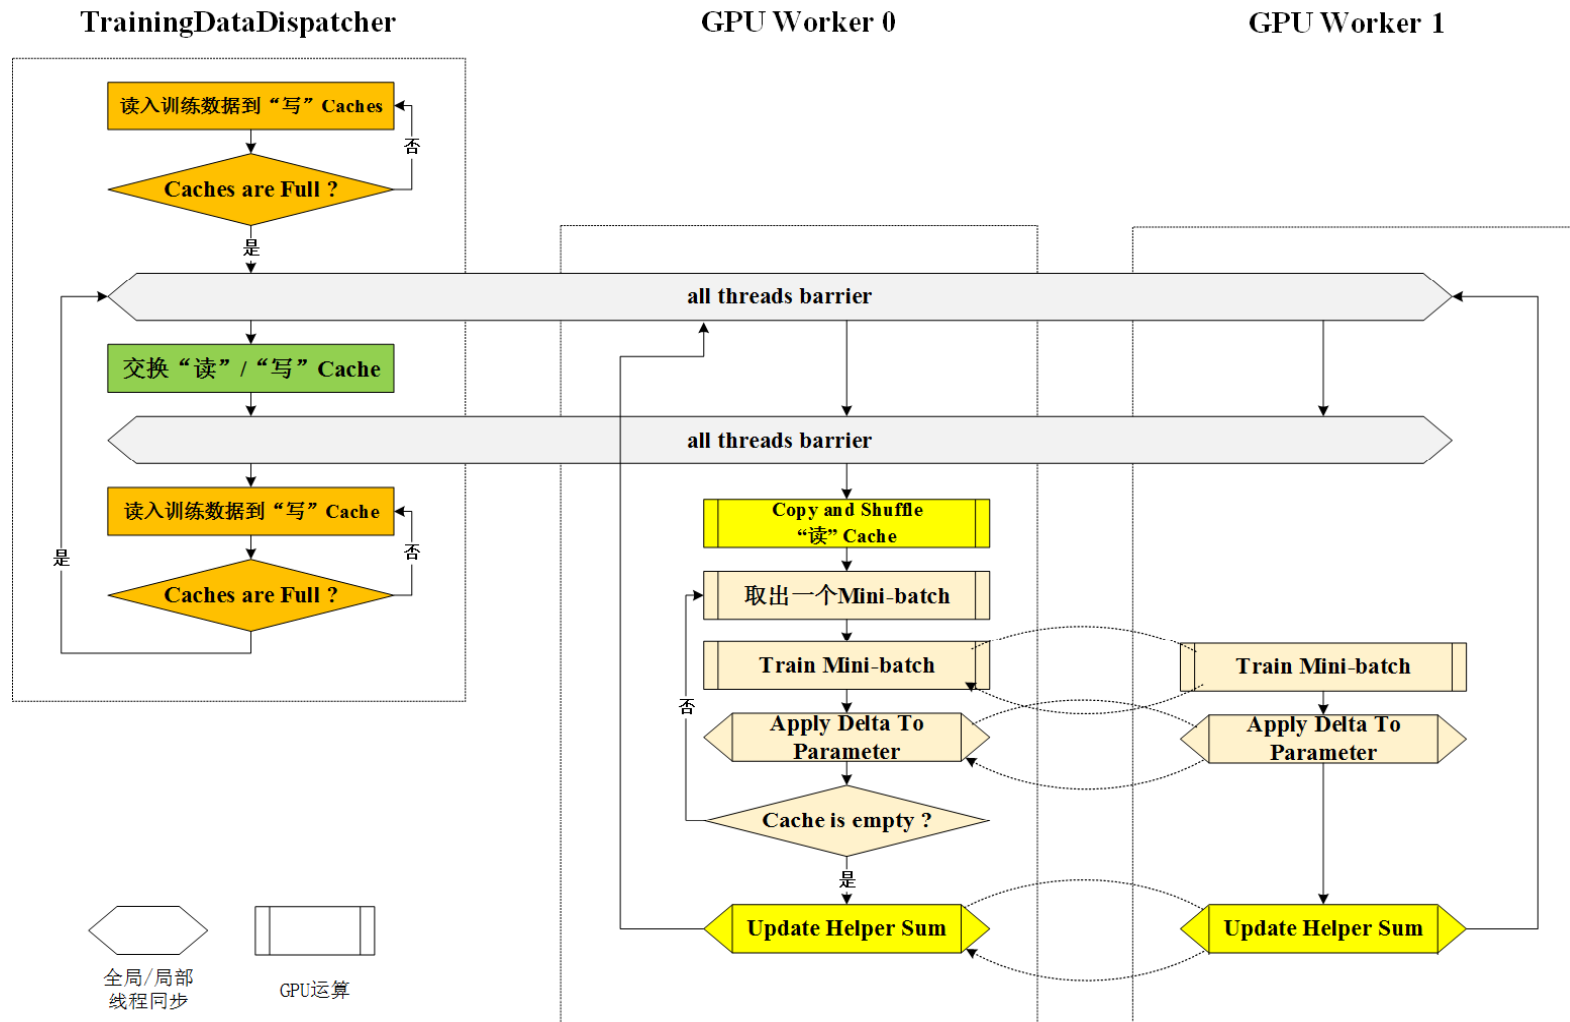 TrainingDataDispatcher
GPU Worker 0
GPU Worker 1
读入训练数据到“写”Caches
否
Caches are Full ?
是
all threads barrier
交换“读”/“写”Cache
all threads barrier
读入训练数据到“写”Cache
否
是
Caches are Full ?
Copy and Shuffle
“读” Cache
取出一个Mini-batch
Train Mini-batch
Train Mini-batch
否
Apply Delta To
Parameter
Apply Delta To
Parameter
Cache is empty ?
是
Update Helper Sum
Update Helper Sum
全局/局部
线程同步
GPU运算